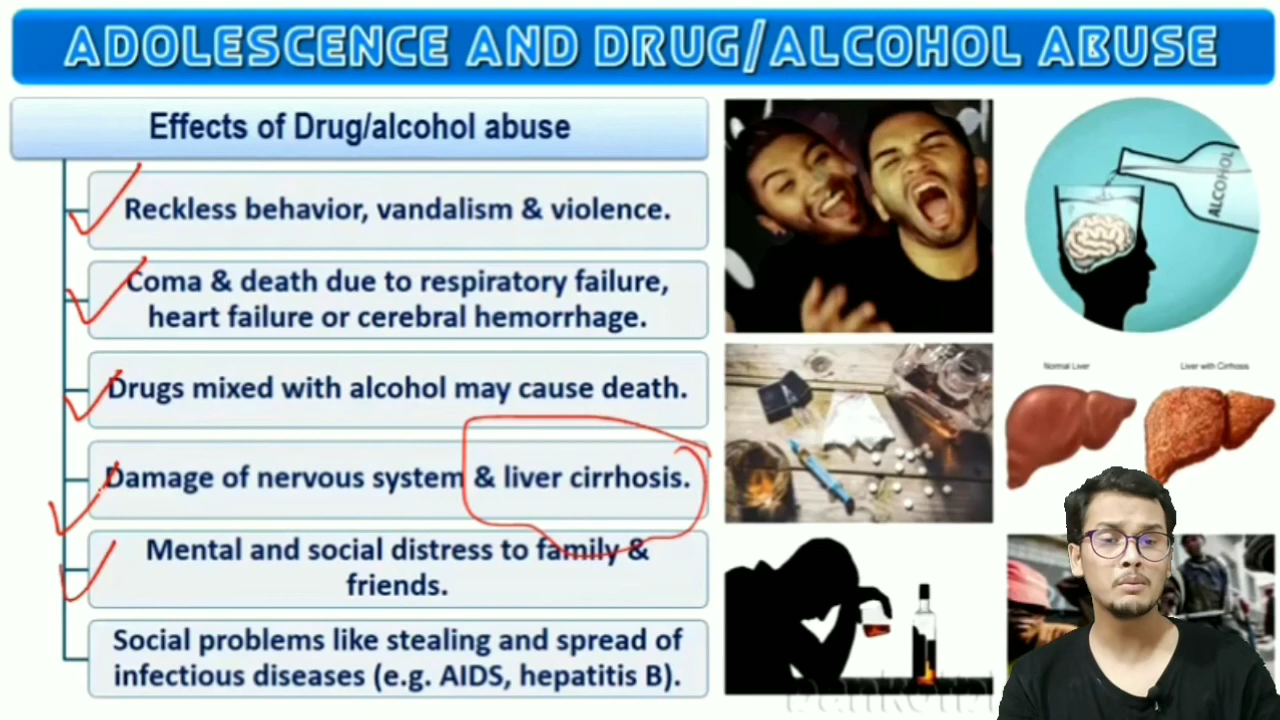 ADOLESCENCE AND DRUG/ALCOHOL ABUSE
Effects of Drug/alcohol abuse
Reckless behavior, vandalism & violence.
Coma & death due to respiratory failure,
heart failure or cerebral hemorrhage.
Drugs mixed with alcohol may cause death.
Damage of nervous system & liver cirrhosis.
Mental and social distress to family &
friends.
Social problems like stealing and spread of
infectious diseases (e.g. AIDS, hepatitis B).
ALCOHOL
Normal Liver
Liver with Cirrhosis